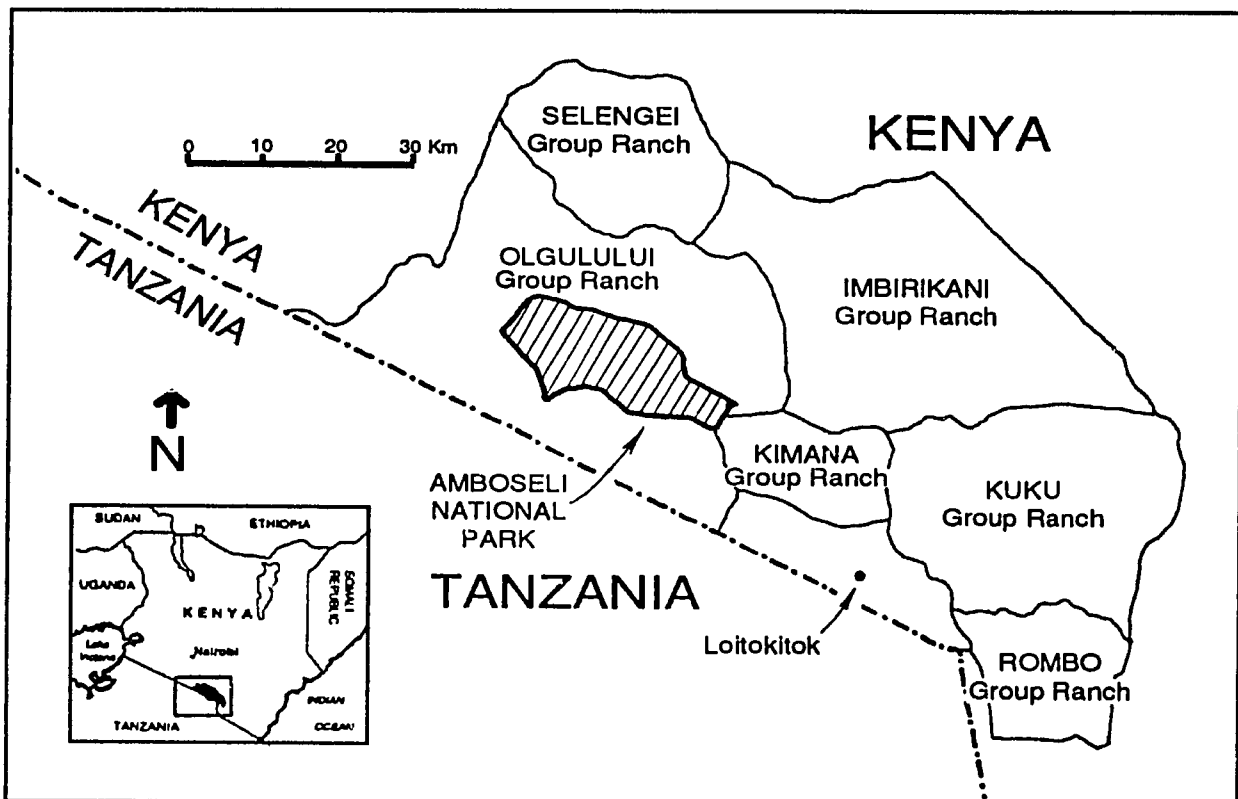 SELENGEI
Group Ranch
KENYA
0 10 20 30 Km
KENYA
TANZANIA
OLGULULUI
Group Ranch
IMBIRIKANI
Group Ranch
N
KIMANA
Group Ranch
AMBOSELI
NATIONAL
PARK
KUKU
Group Ranch
TANZANIA
Loitokitok
ROMBO
Group Ranch
SUDAN
ETHIOPIA
UGANDA
SOMALI
REPUBLIC
KENYA
Lake
Victoria
Nairobi
INDIAN
OCEAN
TANZANIA